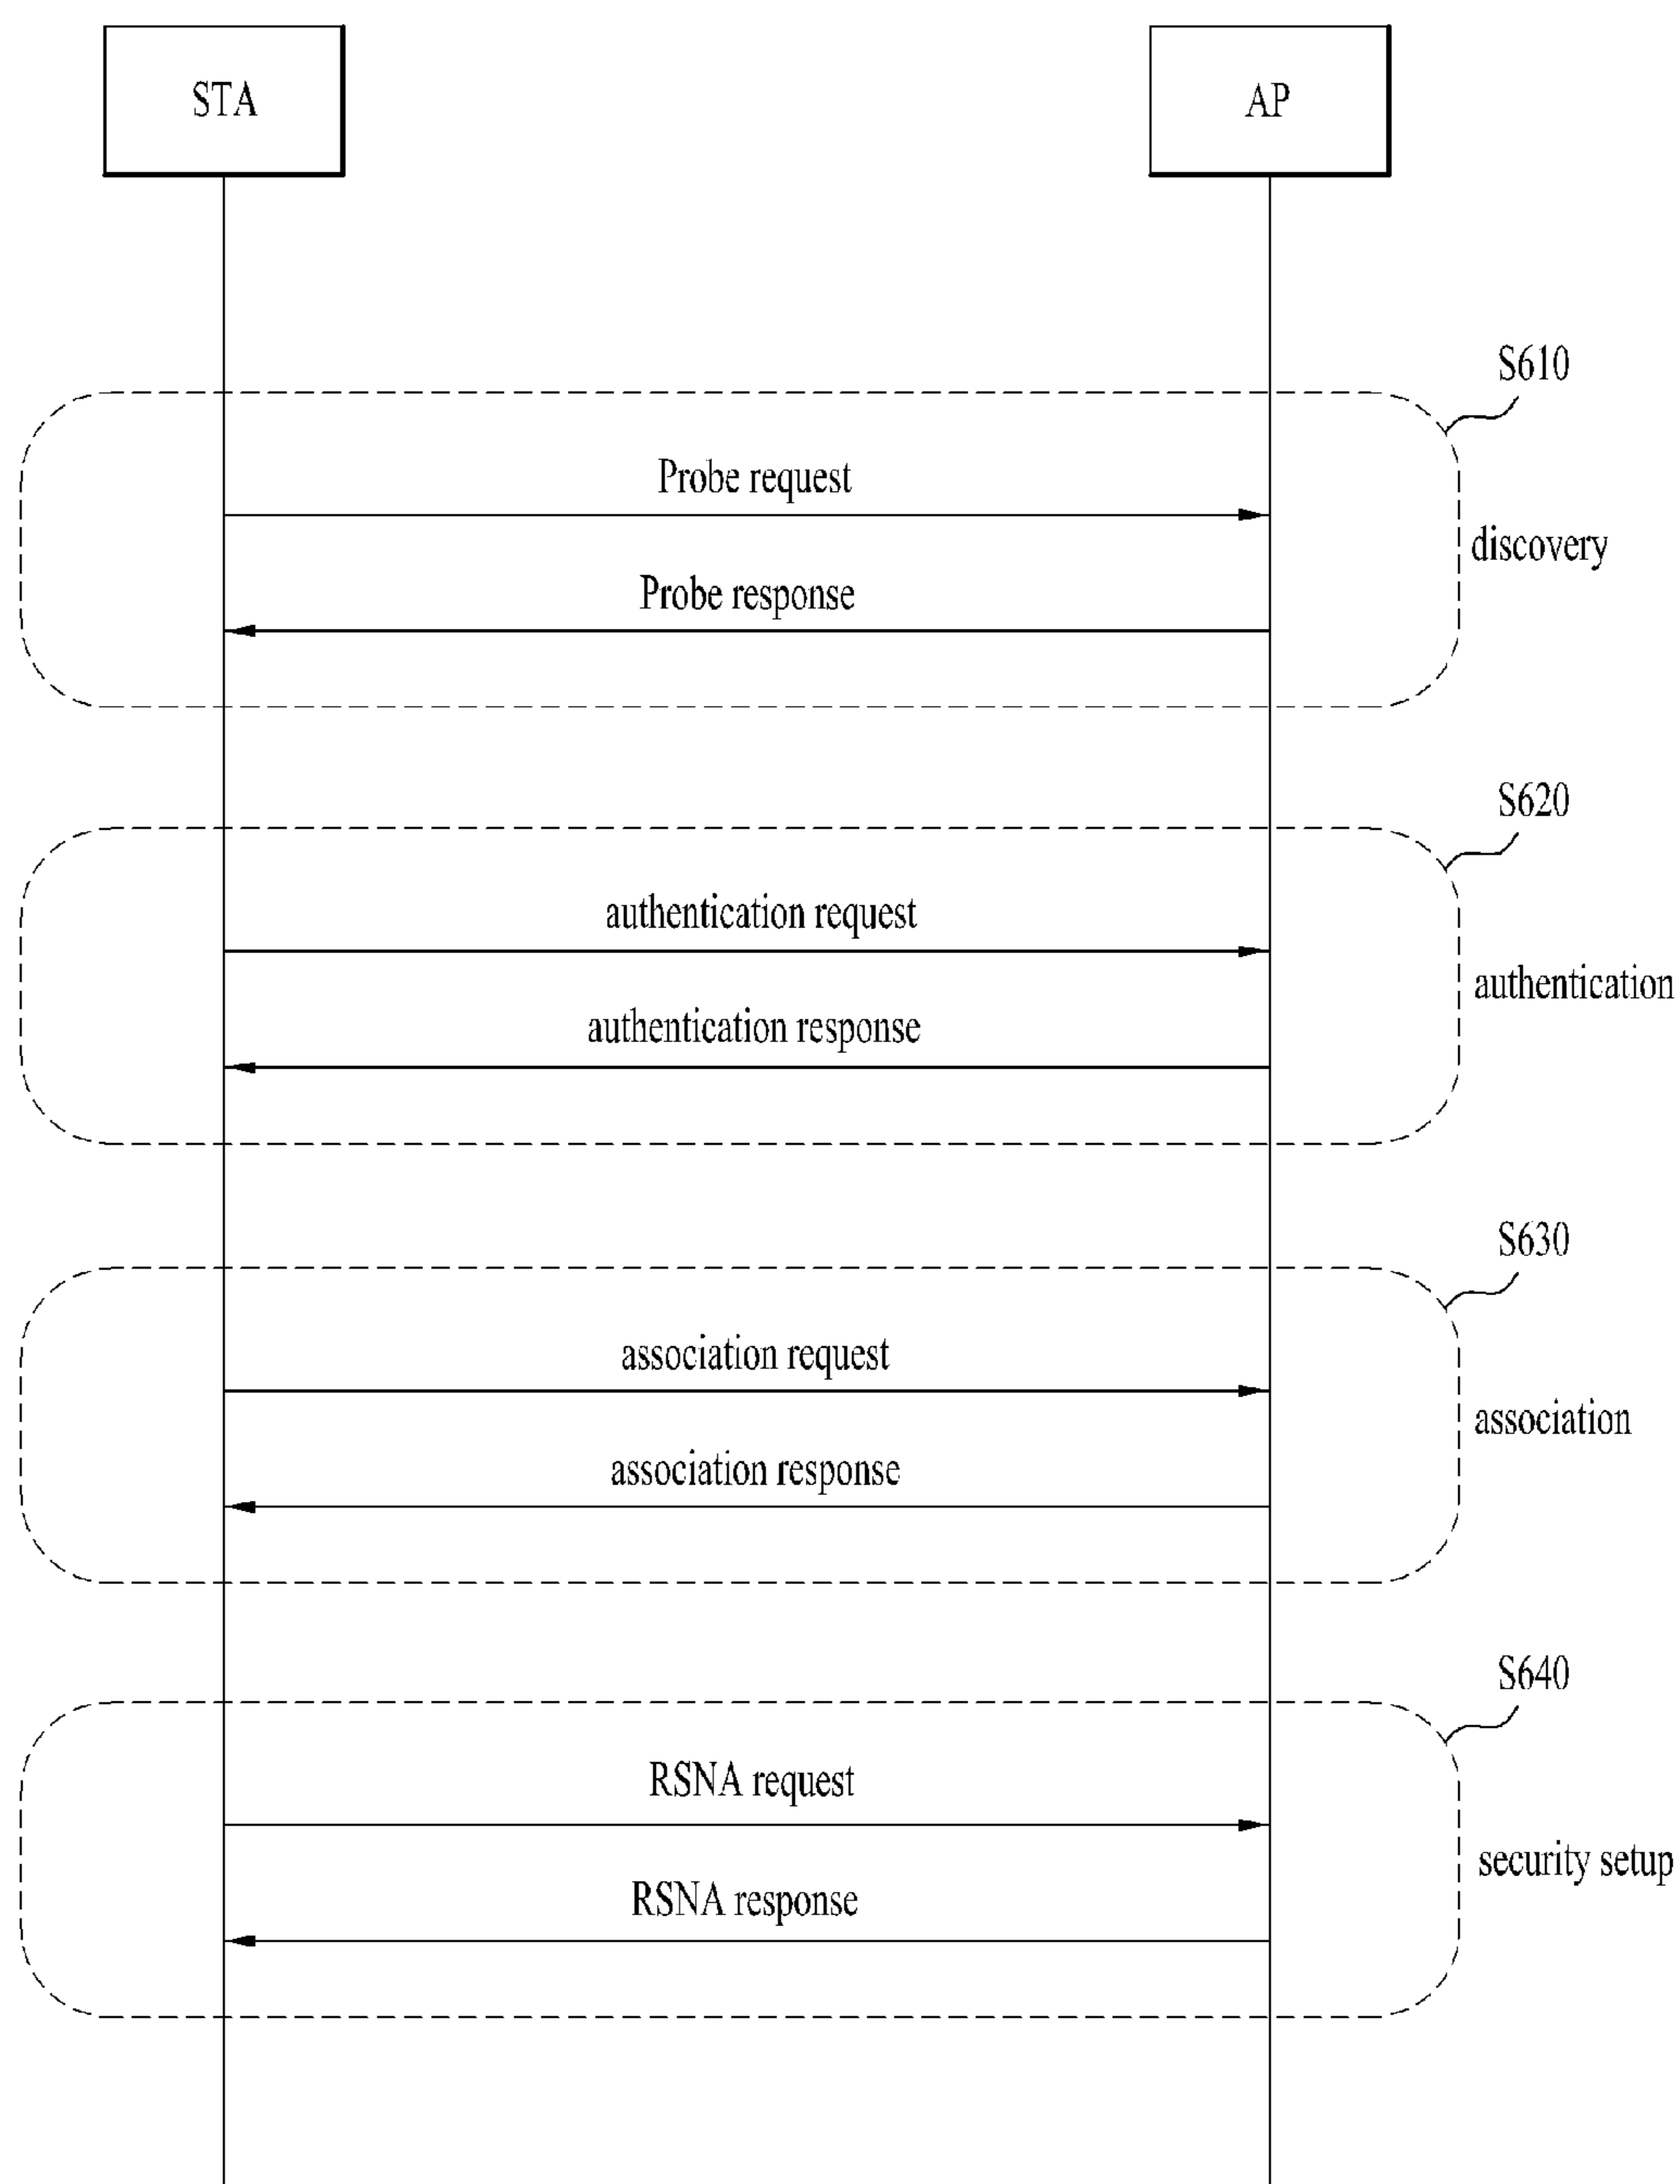 STA
AP
S610
Probe request
discovery
Probe response
S620
authentication request
authentication
authentication response
S630
association request
association
association response
S640
RSNA request
security setup
RSNA response